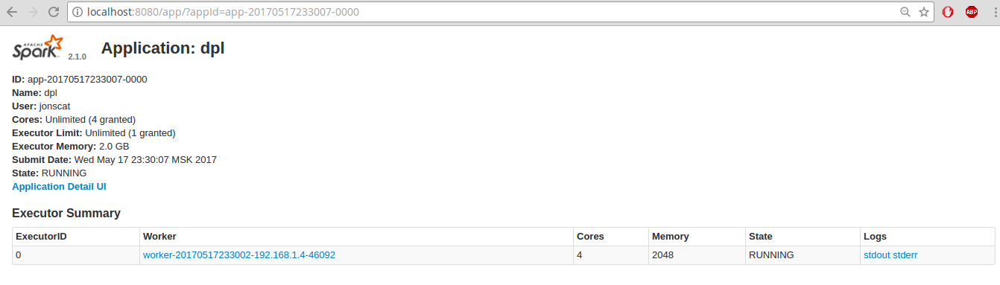 localhost:8080/app/?appId=app-20170517233007-0000
ABP
APACHE
Spark 2.1.0 Application: dpl
ID: app-20170517233007-0000
Name: dpl
User: jonscat
Cores: Unlimited (4 granted)
Executor Limit: Unlimited (1 granted)
Executor Memory: 2.0 GB
Submit Date: Wed May 17 23:30:07 MSK 2017
State: RUNNING
Application Detail UI
Executor Summary
ExecutorID Worker Cores Memory State Logs
0 worker-20170517233002-192.168.1.4-46092 4 2048 RUNNING stdout stderr